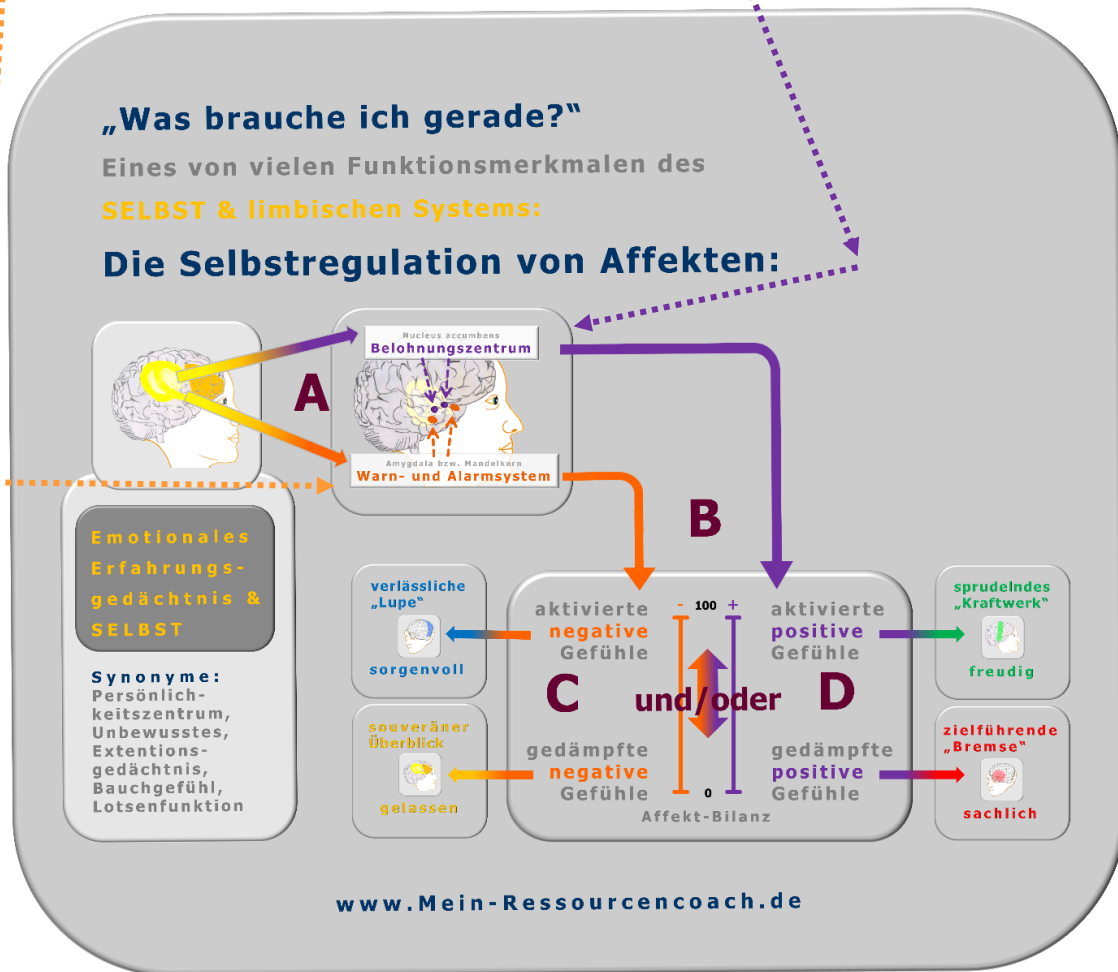 „Was brauche ich gerade?“
Eines von vielen Funktionsmerkmalen des
SELBST & limbischen Systems:
Die Selbstregulation von Affekten:
Nucleus accumbens
Belohnungszentrum
A
Amygdala bzw. Mandelkern
Warn- und Alarmsystem
B
Emotionales
Erfahrungs-
gedächtnis &
SELBST
Synonyme:
Persönlich-
keitszentrum,
Unbewusstes,
Extentions-
gedächtnis,
Bauchgefühl,
Lotsenfunktion
verlässliche
„Lupe“
sorgenvoll
souveräner
Überblick
gelassen
aktivierte
negative
Gefühle
- 100 +
aktivierte
positive
Gefühle
C
und/oder
D
gedämpfte
negative
Gefühle
0
gedämpfte
positive
Gefühle
Affekt-Bilanz
sprudelndes
„Kraftwerk“
freudig
zielführende
„Bremse“
sachlich
www.Mein-Ressourcencoach.de